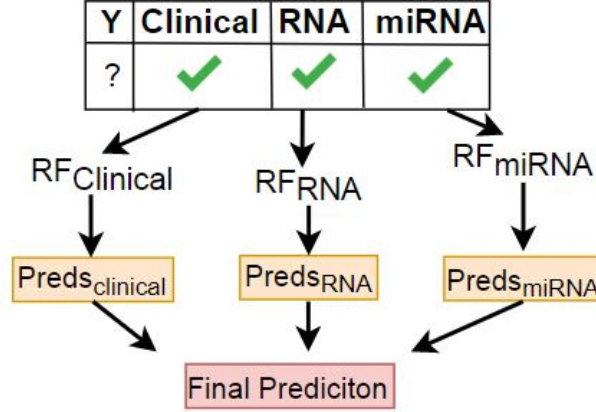 Y Clinical RNA miRNA
?
RFClinical RFRNA RFmiRNA
Predsclinical PredsRNA PredsmiRNA
Final Prediciton